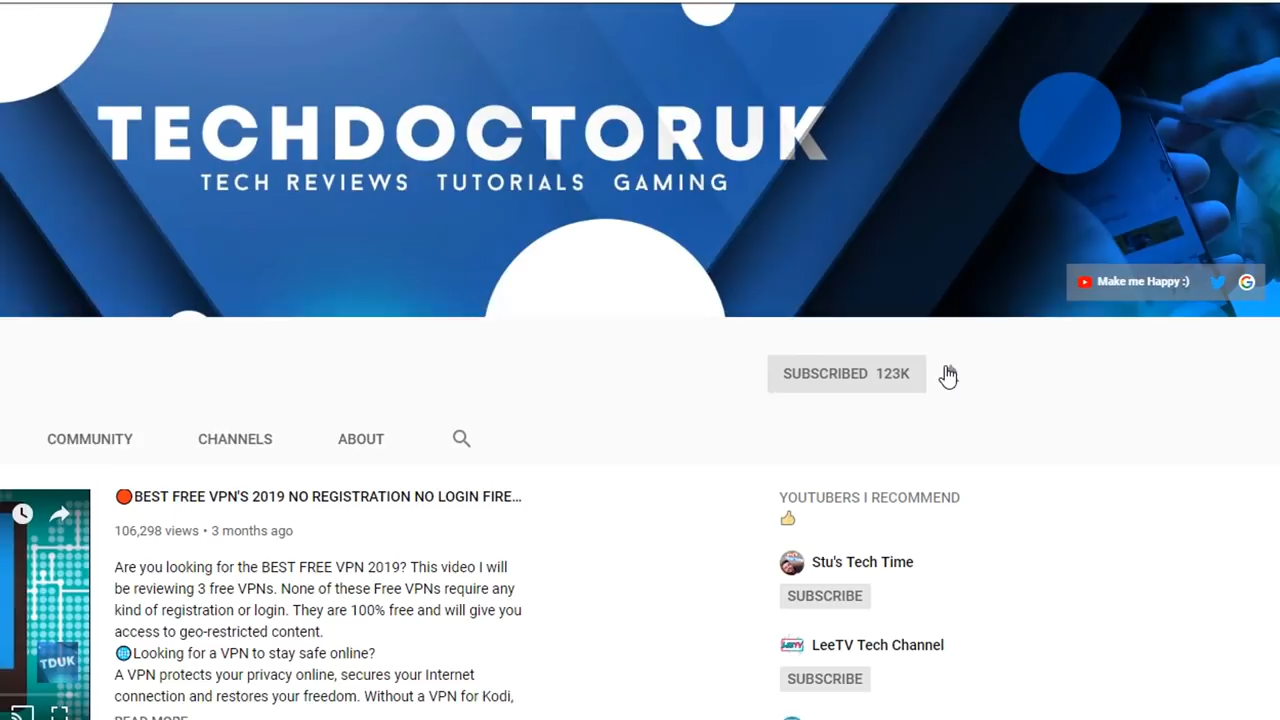 TECHDOCTORUK
TECH REVIEWS TUTORIALS GAMING
Make me Happy :)
SUBSCRIBED 123K
COMMUNITY CHANNELS ABOUT
🔴BEST FREE VPN'S 2019 NO REGISTRATION NO LOGIN FIRE...
106,298 views • 3 months ago
Are you looking for the BEST FREE VPN 2019? This video I will
be reviewing 3 free VPNs. None of these Free VPNs require any
kind of registration or login. They are 100% free and will give you
access to geo-restricted content.
🌐Looking for a VPN to stay safe online?
A VPN protects your privacy online, secures your Internet
connection and restores your freedom. Without a VPN for Kodi,
READ MORE
TDUK
YOUTUBERS I RECOMMEND
👍
Stu's Tech Time
SUBSCRIBE
LeeTV Tech Channel
SUBSCRIBE